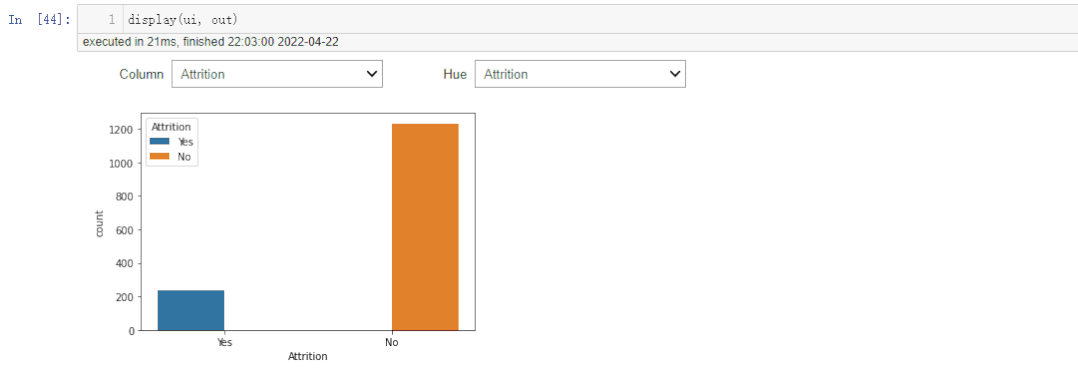 In [44]:
1 display(ui, out)
executed in 21ms, finished 22:03:00 2022-04-22
Column Attrition Hue Attrition
Attrition
Yes
No
1200
1000
800
600
400
200
0
count
Yes No
Attrition